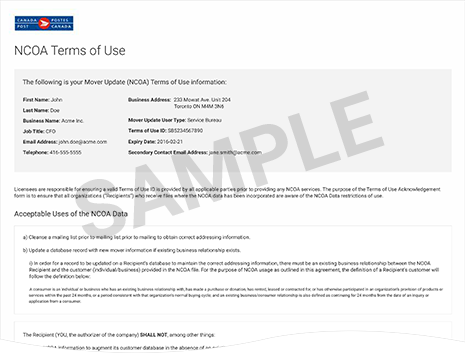 CANADA POST
POSTES CANADA
NCOA Terms of Use
The following is your Mover Update (NCOA) Terms of Use information:
First Name: John
Last Name: Doe
Business Name: Acme Inc.
Job Title: CFO
Email Address: john.doe@acme.com
Telephone: 416-555-5555
Business Address: 233 Mowat Ave. Unit 204
Toronto ON M4M 3N6
Mover Update User Type: Service Bureau
Terms of Use ID: SB5234567890
Expiry Date: 2016-02-21
Secondary Contact Email Address: jane.smith@acme.com
SAMPLE
Licensees are responsible for ensuring a valid Terms of Use ID is provided by all applicable parties prior to providing any NCOA services. The purpose of the Terms of Use Acknowledgement
form is to ensure that all organizations ("Recipients") who receive files where the NCOA data has been incorporated are aware of the NCOA Data restrictions of use.
Acceptable Uses of the NCOA Data
a) Cleanse a mailing list prior to mailing list prior to mailing to obtain correct addressing information.
b) Update a database record with new mover information if existing business relationship exists.
i) In order for a record to be updated on a Recipient's database to maintain the correct addressing information, there must be an existing business relationship between the NCOA
Recipient and the customer (individual/business) provided in the NCOA file. For the purpose of NCOA usage as outlined in this agreement, the definition of a Recipient's customer will
follow the definition below:
A consumer is an individual or business who has an existing business relationship with, has made a purchase or donation, has rented, leased or contracted for, or has otherwise participated in an organization's provision of products or
services within the past 24 months, or a period consistent with that organization's normal buying cycle; and an existing business/consumer relationship is also defined as continuing for 24 months from the date of an inquiry or
application from a consumer.
The Recipient (YOU, the authorizer of the company) SHALL NOT, among other things:
information to augment its customer database in the absence of an